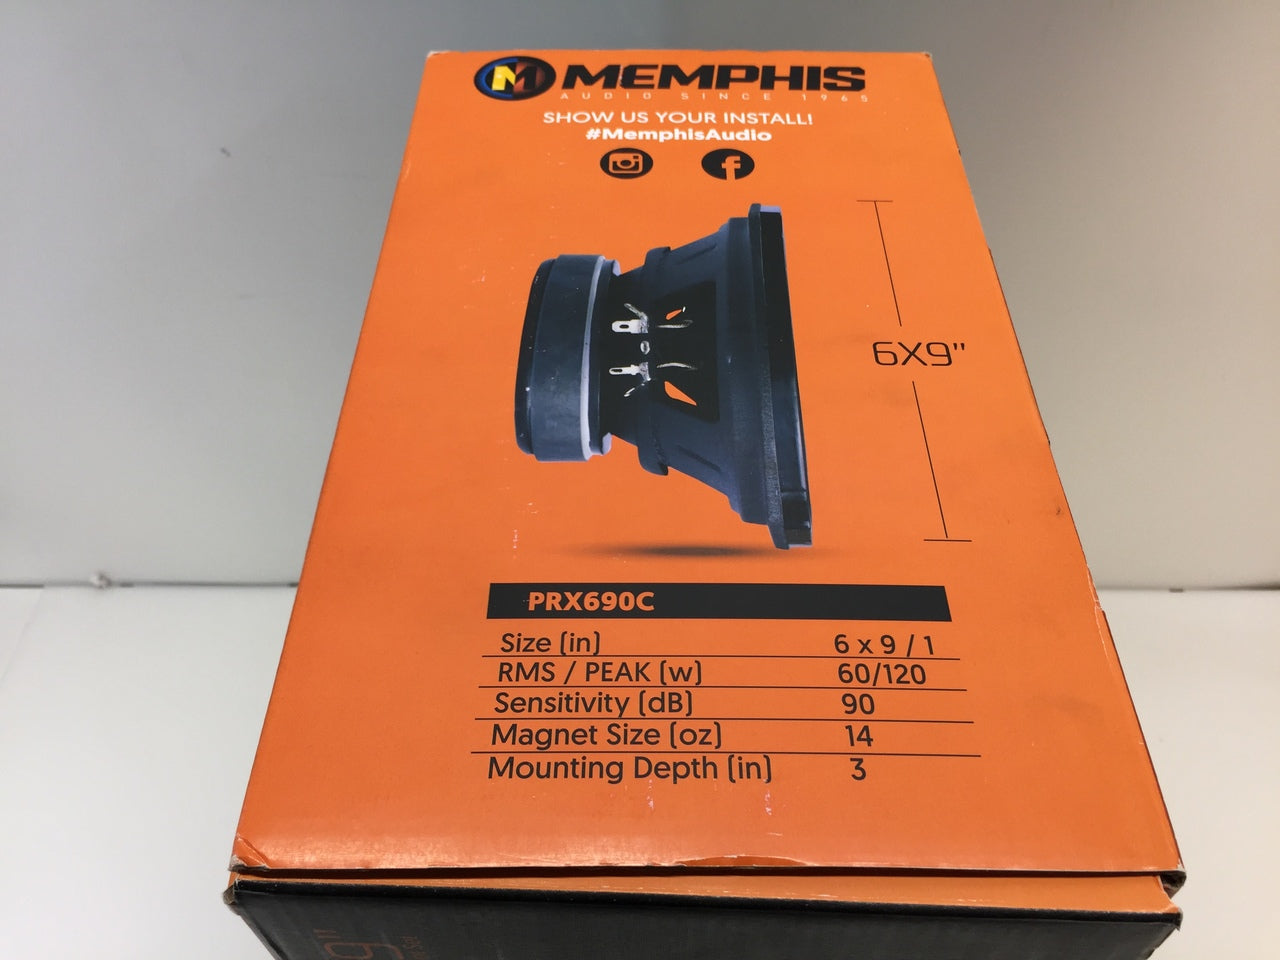 M MEMPHIS
AUDIO SINCE 1965
SHOW US YOUR INSTALL!
#MemphisAudio
6X9"
PRX690C
Size (in) 6 x 9 / 1
RMS / PEAK (w) 60/120
Sensitivity (dB) 90
Magnet Size (oz) 14
Mounting Depth (in) 3
9"